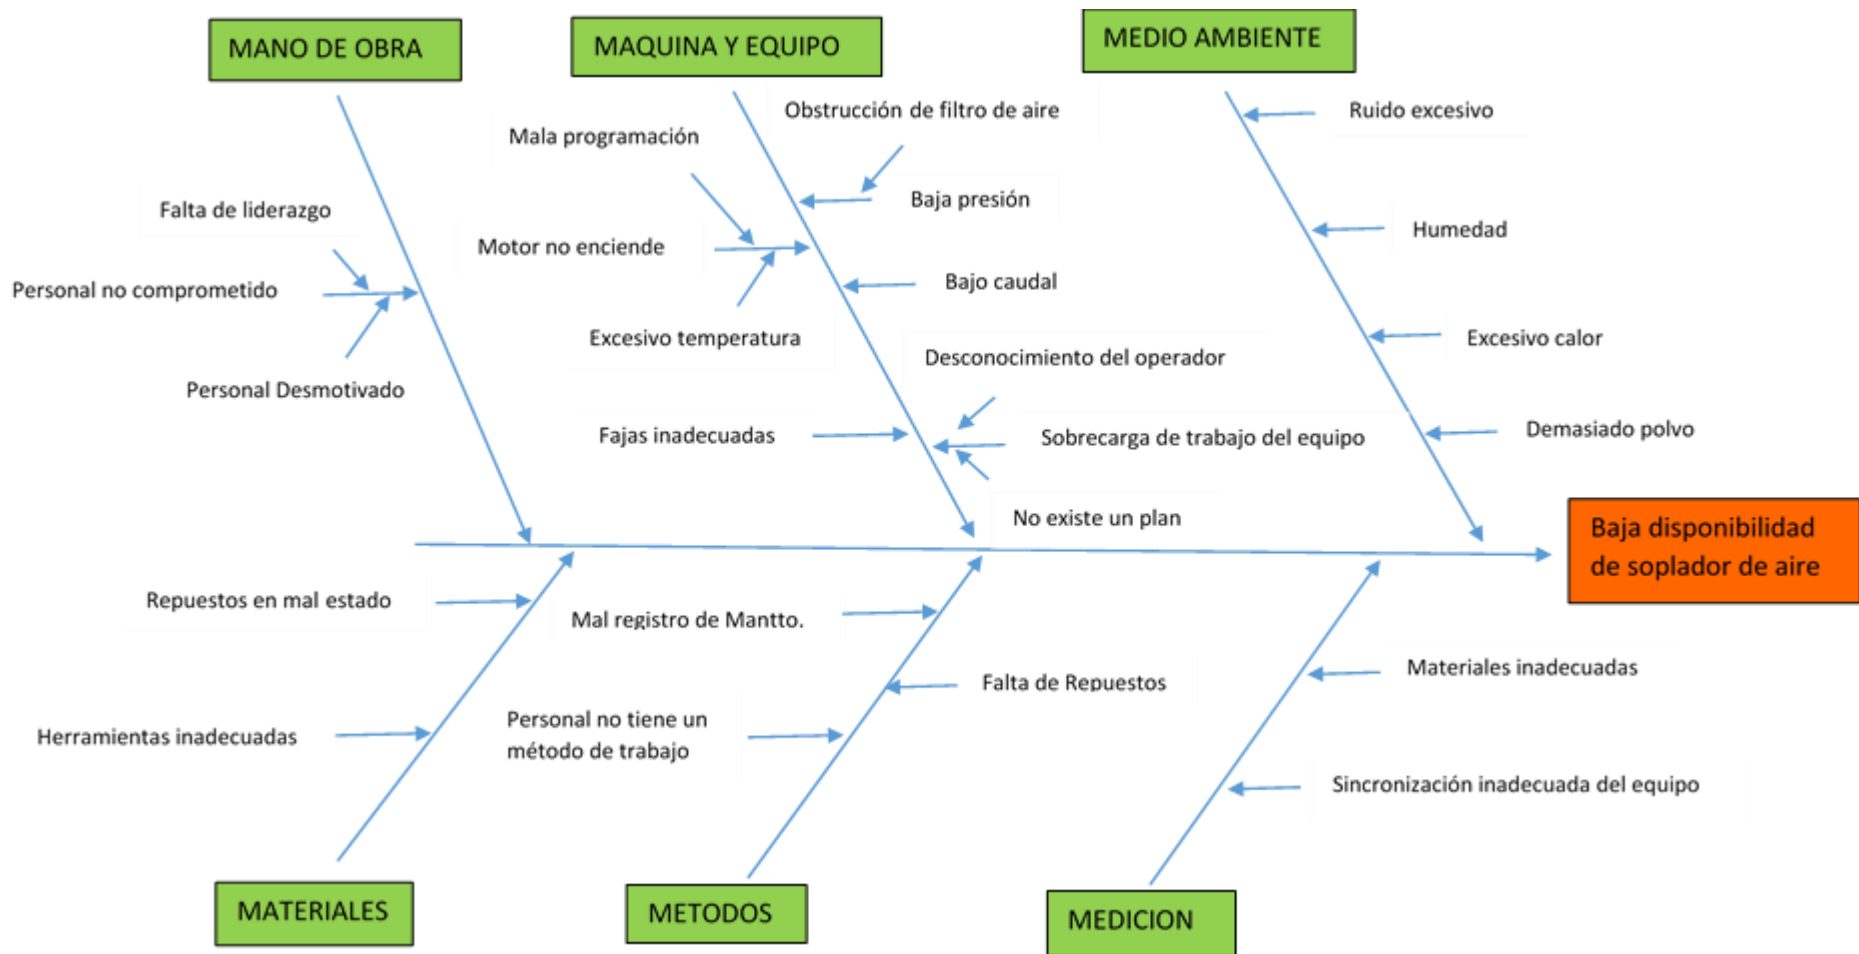 MANO DE OBRA
MAQUINA Y EQUIPO
MEDIO AMBIENTE
Obstrucción de filtro de aire
Ruido excesivo
Mala programación
Falta de liderazgo
Baja presión
Humedad
Motor no enciende
Personal no comprometido
Bajo caudal
Excesivo temperatura
Excesivo calor
Desconocimiento del operador
Personal Desmotivado
Fajas inadecuadas
Sobrecarga de trabajo del equipo
Demasiado polvo
No existe un plan
Baja disponibilidad
de soplador de aire
Repuestos en mal estado
Mal registro de Mantto.
Materiales inadecuadas
Falta de Repuestos
Personal no tiene un
método de trabajo
Herramientas inadecuadas
Sincronización inadecuada del equipo
MATERIALES
METODOS
MEDICION